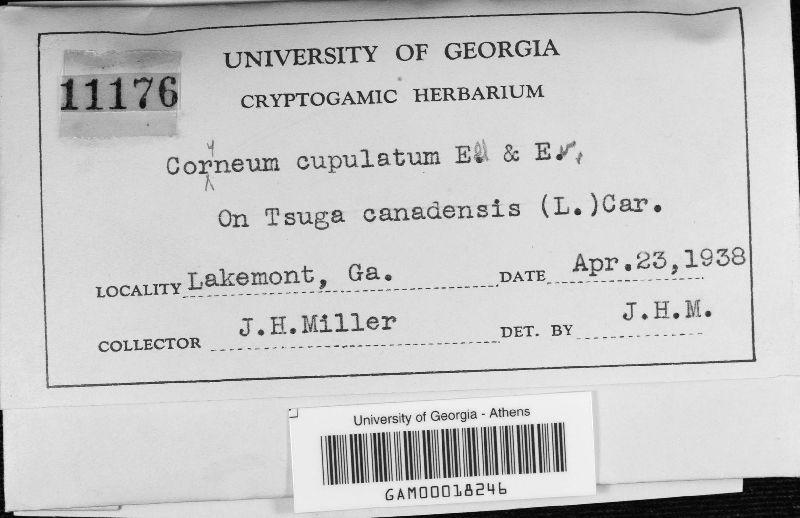 UNIVERSITY OF GEORGIA
11176
CRYPTOGAMIC HERBARIUM
Coryneum cupulatum Ell & Ev.,
On Tsuga canadensis (L.)Car.
LOCALITY Lakemont, Ga. DATE Apr.23,1938
COLLECTOR J.H.Miller DET. BY J.H.M.
University of Georgia - Athens
GAM00018246